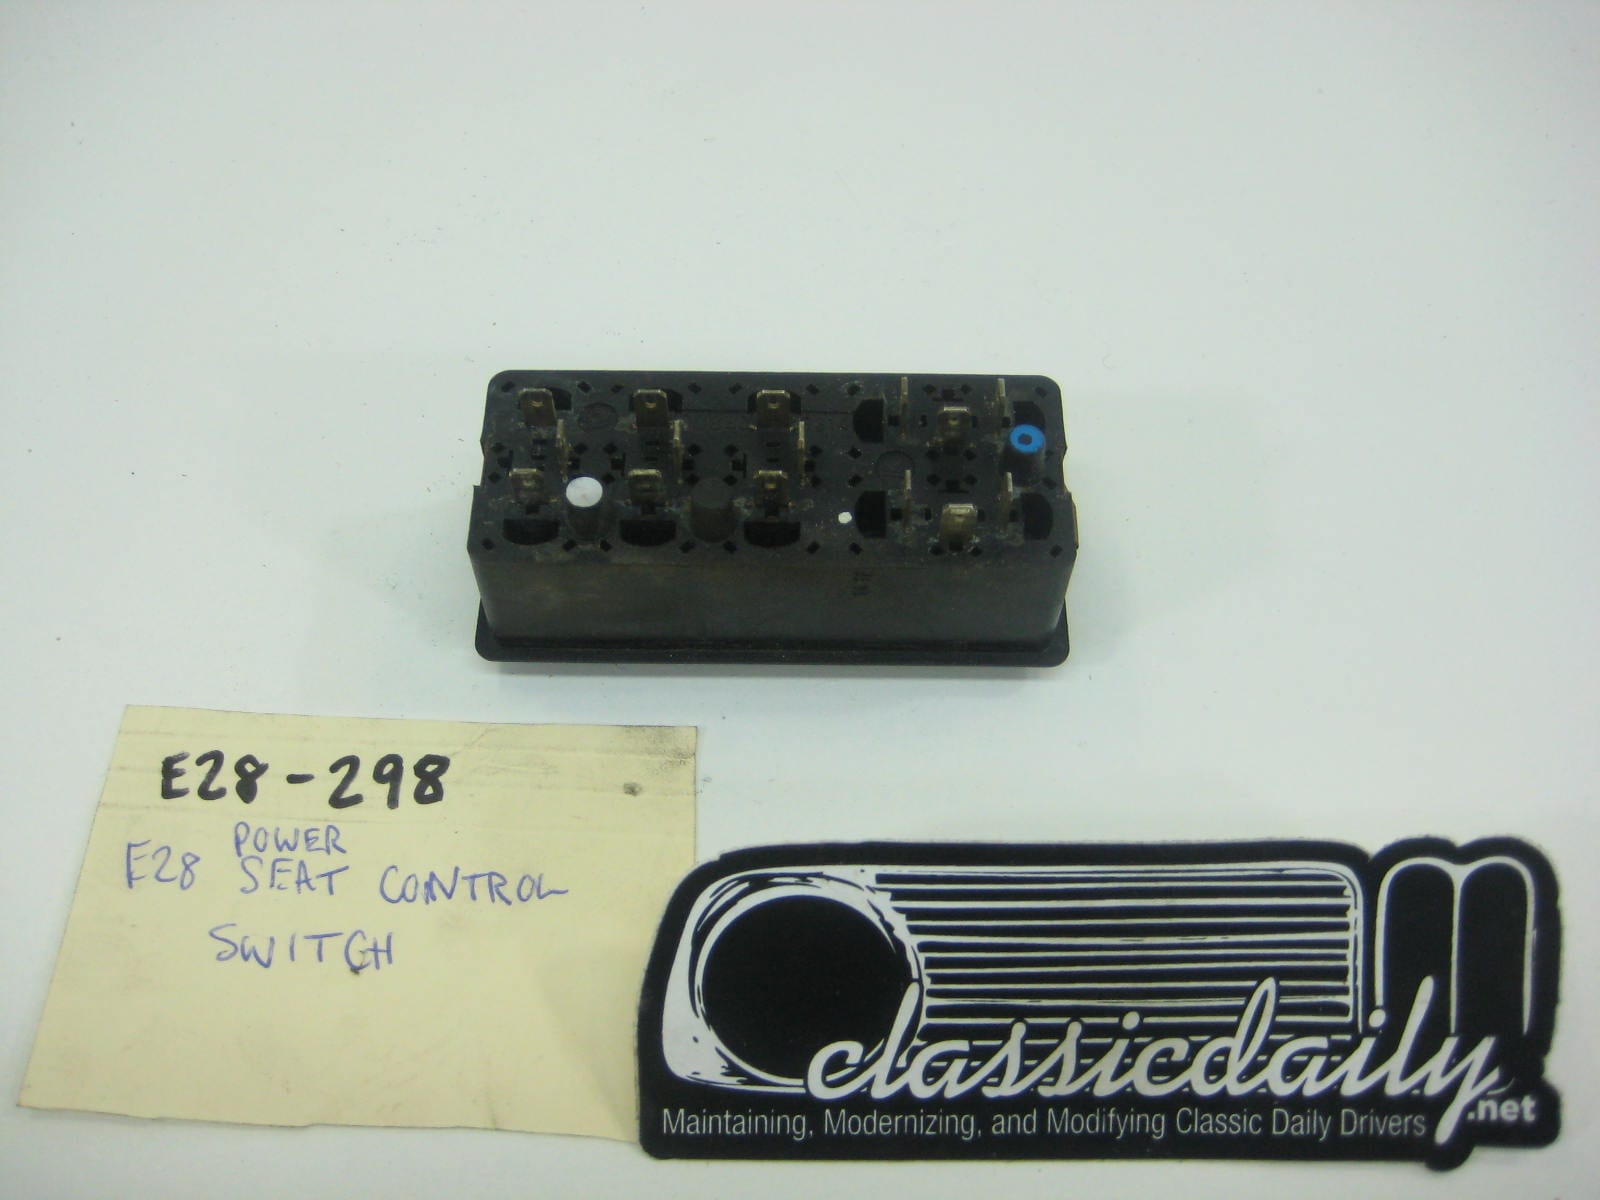 E28-298
POWER
E28 SEAT CONTROL
SWITCH
classicdaily
.net
Maintaining, Modernizing, and Modifying Classic Daily Drivers